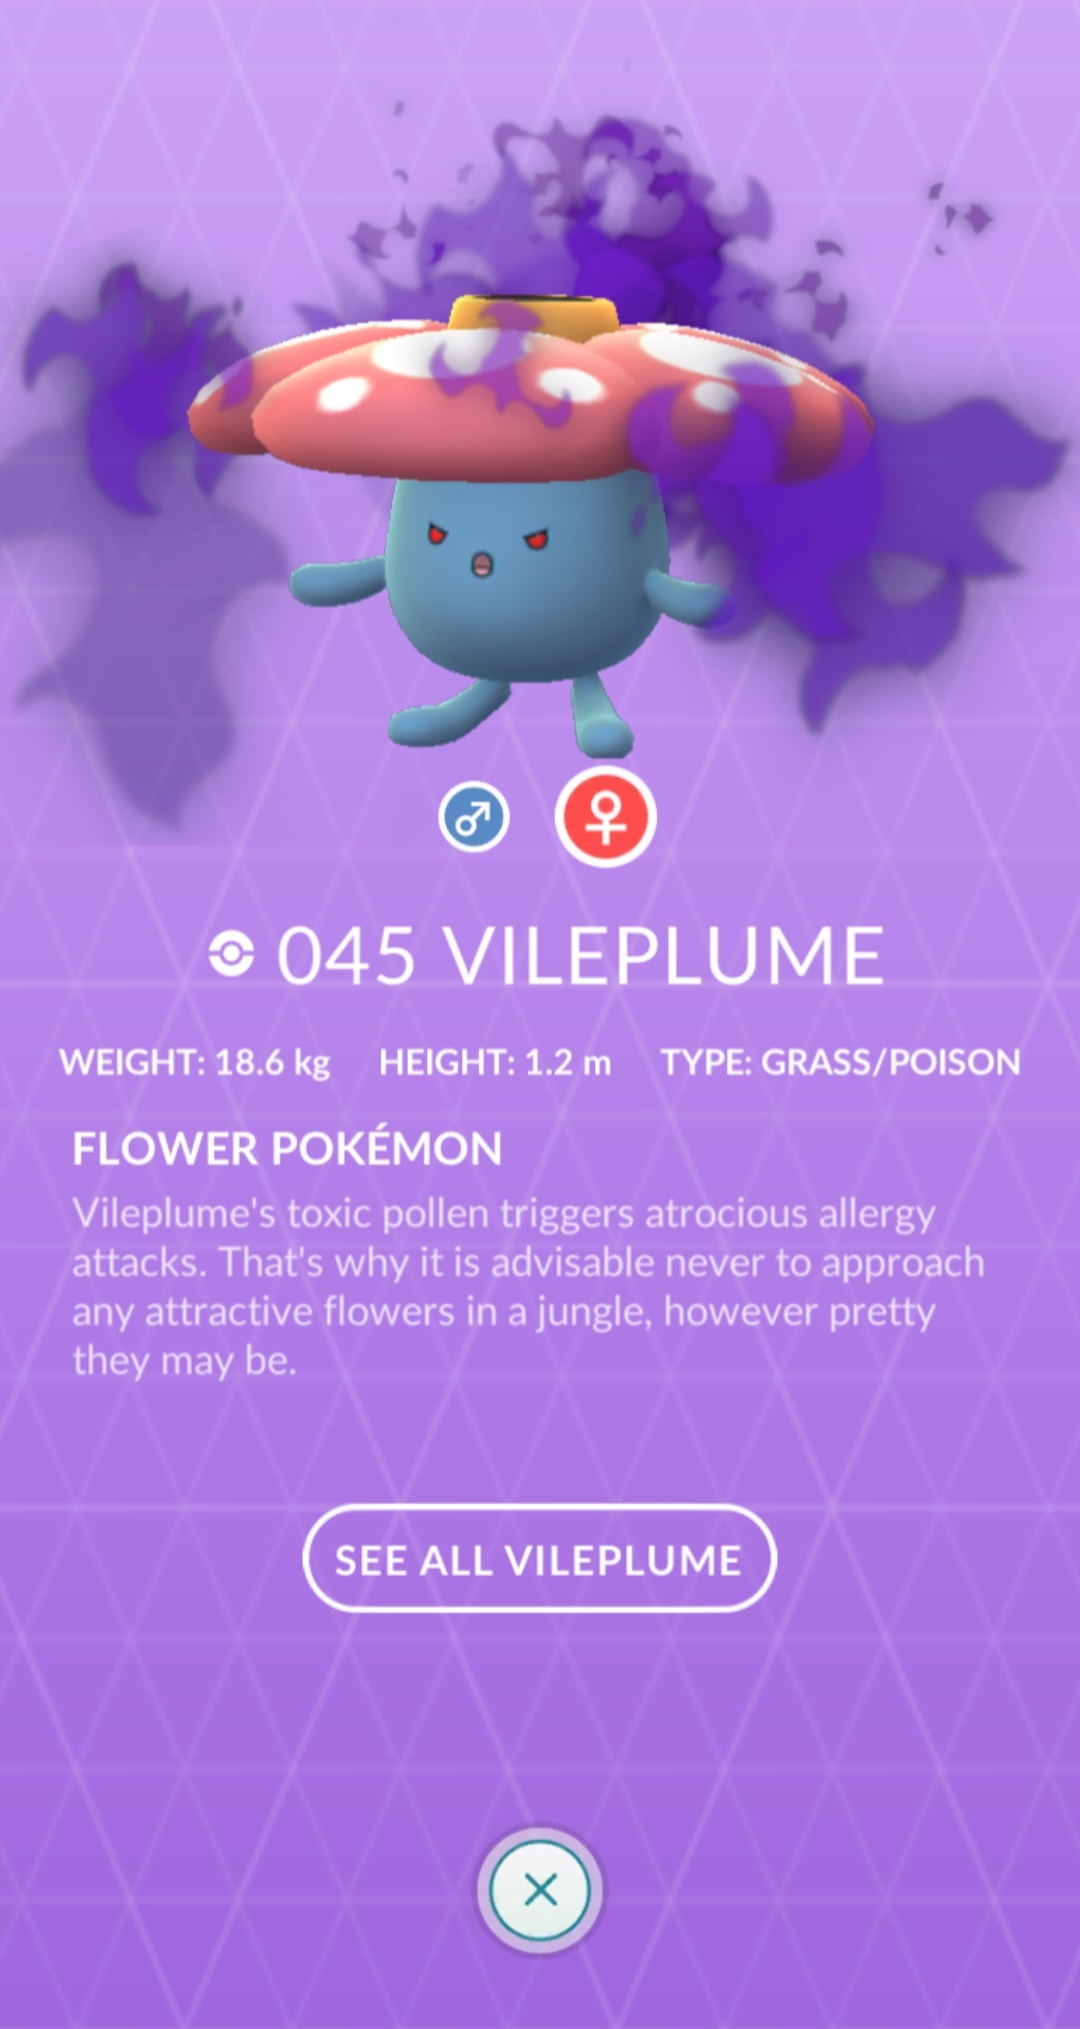 045 VILEPLUME
WEIGHT: 18.6 kg HEIGHT: 1.2 m TYPE: GRASS/POISON
FLOWER POKÉMON
Vileplume's toxic pollen triggers atrocious allergy
attacks. That's why it is advisable never to approach
any attractive flowers in a jungle, however pretty
they may be.
SEE ALL VILEPLUME